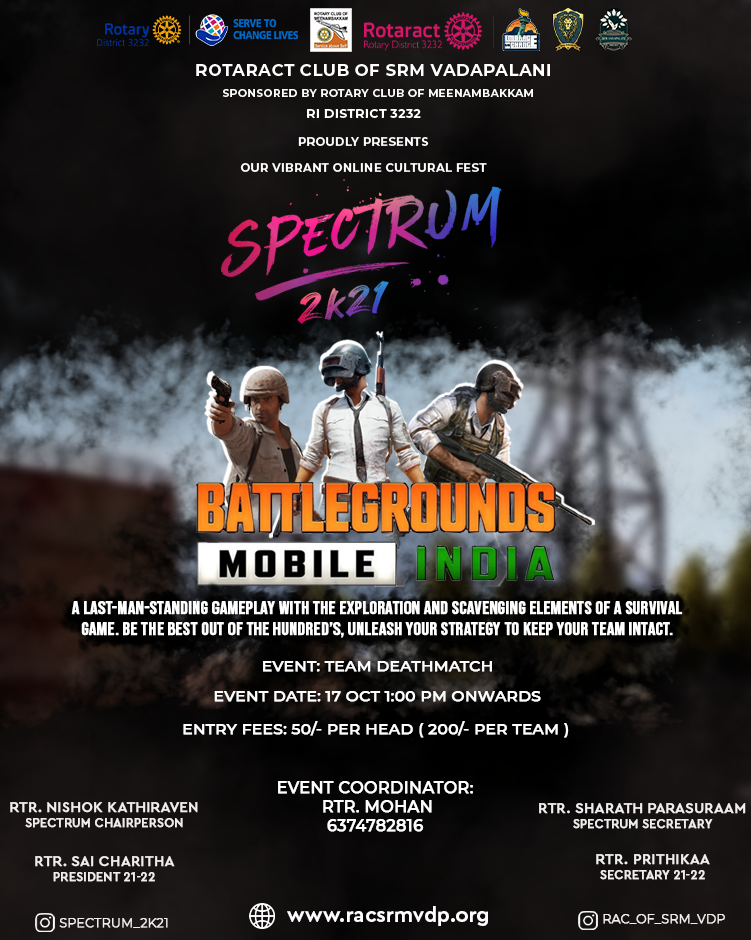 Rotary
District 3232
SERVE TO
CHANGE LIVES
ROTARY CLUB OF
MEENAMBAKKAM
Service Above Self
Rotaract
Rotary District 3232
ROTARACT CLUB OF SRM VADAPALANI
SPONSORED BY ROTARY CLUB OF MEENAMBAKKAM
RI DISTRICT 3232
PROUDLY PRESENTS
OUR VIBRANT ONLINE CULTURAL FEST
SPECTRUM
2K21
BATTLEGROUNDS
MOBILE INDIA
A LAST-MAN-STANDING GAMEPLAY WITH THE EXPLORATION AND SCAVENGING ELEMENTS OF A SURVIVAL
GAME. BE THE BEST OUT OF THE HUNDRED'S, UNLEASH YOUR STRATEGY TO KEEP YOUR TEAM INTACT.
EVENT: TEAM DEATHMATCH
EVENT DATE: 17 OCT 1:00 PM ONWARDS
ENTRY FEES: 50/- PER HEAD ( 200/- PER TEAM )
EVENT COORDINATOR:
RTR. MOHAN
6374782816
RTR. NISHOK KATHIRAVEN
SPECTRUM CHAIRPERSON
RTR. SHARATH PARASURAAM
SPECTRUM SECRETARY
RTR. SAI CHARITHA
PRESIDENT 21-22
RTR. PRITHIKAA
SECRETARY 21-22
SPECTRUM_2K21
www.racsrmvdp.org
RAC_OF_SRM_VDP